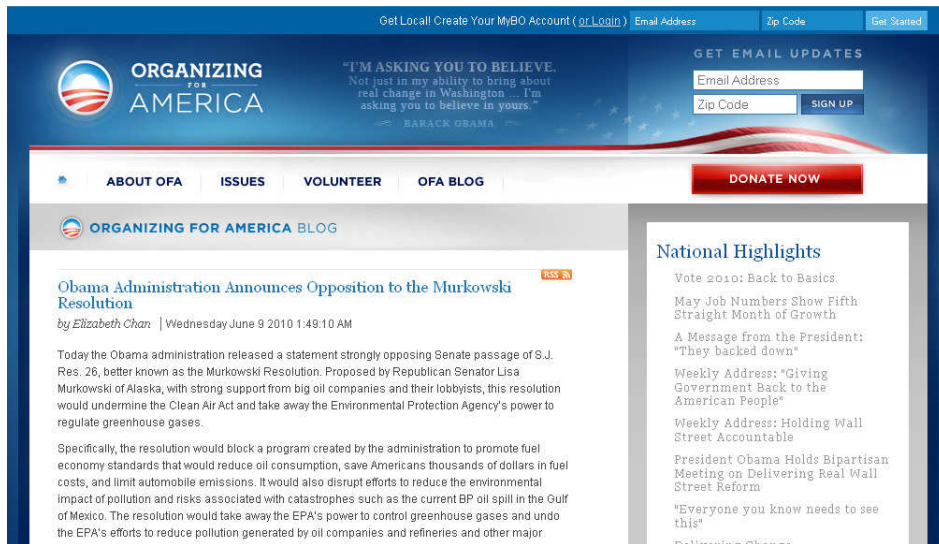 Get Local! Create Your MyBO Account ( or Login ) Email Address Zip Code Get Started
ORGANIZING
FOR
AMERICA
"I'M ASKING YOU TO BELIEVE.
Not just in my ability to bring about
real change in Washington ... I'm
asking you to believe in yours."
BARACK OBAMA
GET EMAIL UPDATES
Email Address
Zip Code SIGN UP
ABOUT OFA ISSUES VOLUNTEER OFA BLOG
DONATE NOW
ORGANIZING FOR AMERICA BLOG
RSS
Obama Administration Announces Opposition to the Murkowski
Resolution
by Elizabeth Chan | Wednesday June 9 2010 1:49:10 AM
Today the Obama administration released a statement strongly opposing Senate passage of S.J.
Res. 26, better known as the Murkowski Resolution. Proposed by Republican Senator Lisa
Murkowski of Alaska, with strong support from big oil companies and their lobbyists, this resolution
would undermine the Clean Air Act and take away the Environmental Protection Agency's power to
regulate greenhouse gases.
Specifically, the resolution would block a program created by the administration to promote fuel
economy standards that would reduce oil consumption, save Americans thousands of dollars in fuel
costs, and limit automobile emissions. It would also disrupt efforts to reduce the environmental
impact of pollution and risks associated with catastrophes such as the current BP oil spill in the Gulf
of Mexico. The resolution would take away the EPA's power to control greenhouse gases and undo
the EPA's efforts to reduce pollution generated by oil companies and refineries and other major
National Highlights
Vote 2010: Back to Basics
May Job Numbers Show Fifth
Straight Month of Growth
A Message from the President:
"They backed down"
Weekly Address: "Giving
Government Back to the
American People"
Weekly Address: Holding Wall
Street Accountable
President Obama Holds Bipartisan
Meeting on Delivering Real Wall
Street Reform
"Everyone you know needs to see
this"
Delivering Change